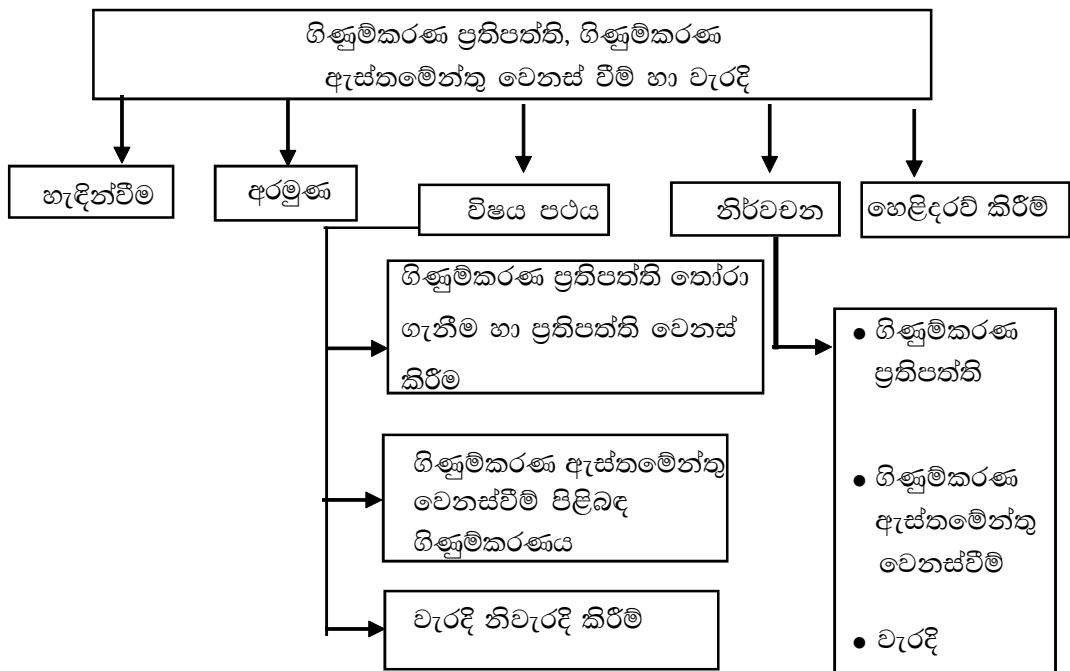 ගිණුම්කරණ ප්‍රතිපත්ති, ගිණුම්කරණ
ඇස්තමේන්තු වෙනස් වීම් හා වැරදි
හැඳින්වීම
අරමුණ
විෂය පථය
නිර්වචන
හෙළිදරව් කිරීම්
ගිණුම්කරණ ප්‍රතිපත්ති තෝරා
ගැනීම හා ප්‍රතිපත්ති වෙනස්
කිරීම
ගිණුම්කරණ ඇස්තමේන්තු
වෙනස්වීම් පිළිබඳ
ගිණුම්කරණය
වැරදි නිවැරදි කිරීම්
● ගිණුම්කරණ
ප්‍රතිපත්ති
● ගිණුම්කරණ
ඇස්තමේන්තු
වෙනස්වීම්
● වැරදි